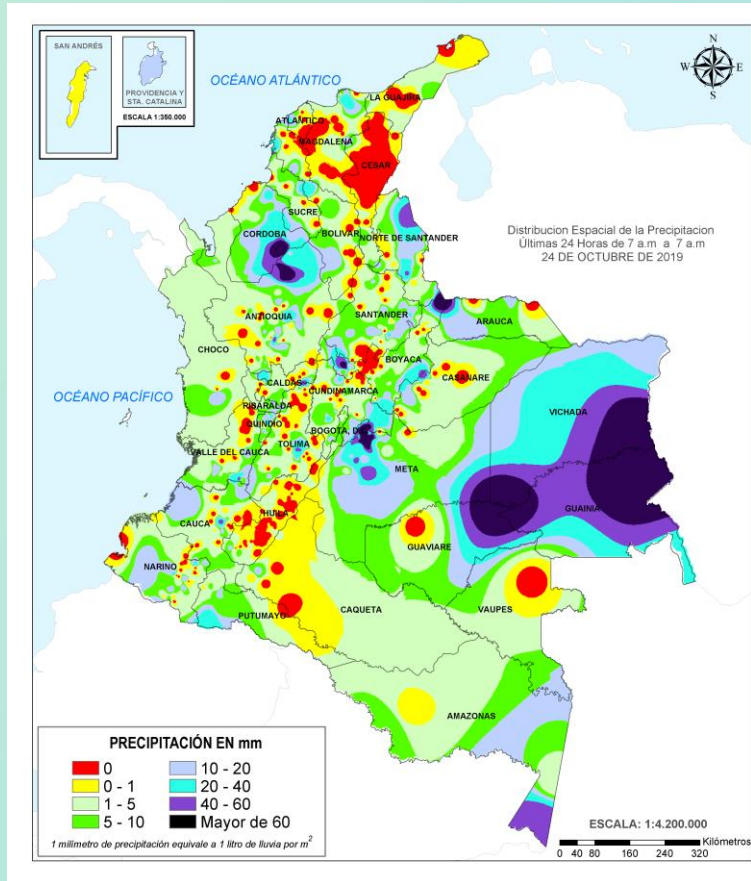 SAN ANDRÉS
PROVIDENCIA Y
STA. CATALINA
ESCALA 1:350.000
OCÉANO ATLÁNTICO
N
W
E
S
LA GUAJIRA
ATLANTICO
MAGDALENA
CESAR
SUCRE
CORDOBA
BOLIVAR
NORTE DE SANTANDER
Distribucion Espacial de la Precipitacion
Últimas 24 Horas de 7 a.m a 7 a.m
24 DE OCTUBRE DE 2019
ANTIOQUIA
SANTANDER
ARAUCA
CHOCO
BOYACA
CASANARE
OCÉANO PACÍFICO
CALDAS
CUNDINAMARCA
RISARALDA
VICHADA
QUINDIO
BOGOTA, D.C.
TOLIMA
VALLE DEL CAUCA
META
GUAINIA
CAUCA
HUILA
GUAVIARE
NARINO
CAQUETA
VAUPES
PUTUMAYO
AMAZONAS
PRECIPITACIÓN EN mm
0
10 - 20
0 - 1
20 - 40
1 - 5
40 - 60
5 - 10
Mayor de 60
1 milímetro de precipitación equivale a 1 litro de lluvia por m²
ESCALA: 1:4.200.000
Kilómetros
0 40 80 160 240 320